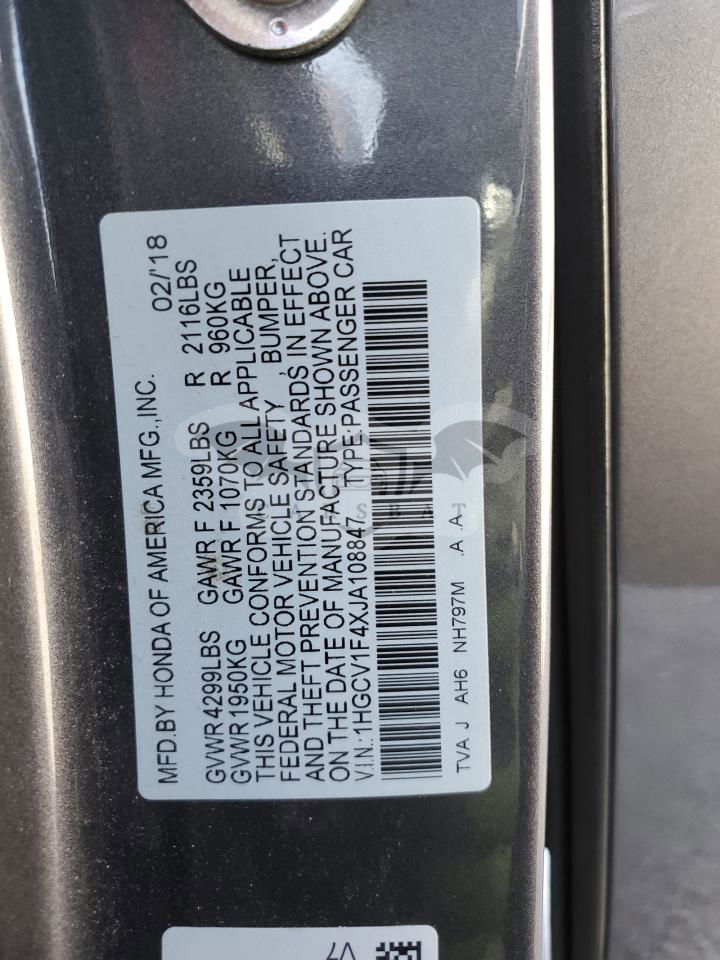 MFD.BY HONDA OF AMERICA MFG.,INC. 02/'18
GVWR 4299LBS GAWR F 2359LBS R 2116LBS
GVWR 1950KG GAWR F 1070KG R 960KG
THIS VEHICLE CONFORMS TO ALL APPLICABLE
FEDERAL MOTOR VEHICLE SAFETY , BUMPER,
AND THEFT PREVENTION STANDARDS IN EFFECT
ON THE DATE OF MANUFACTURE SHOWN ABOVE.
V.I.N.:1HGCV1F4XJA108847 TYPE:PASSENGER CAR
TVA J AH6 NH797M .A .A